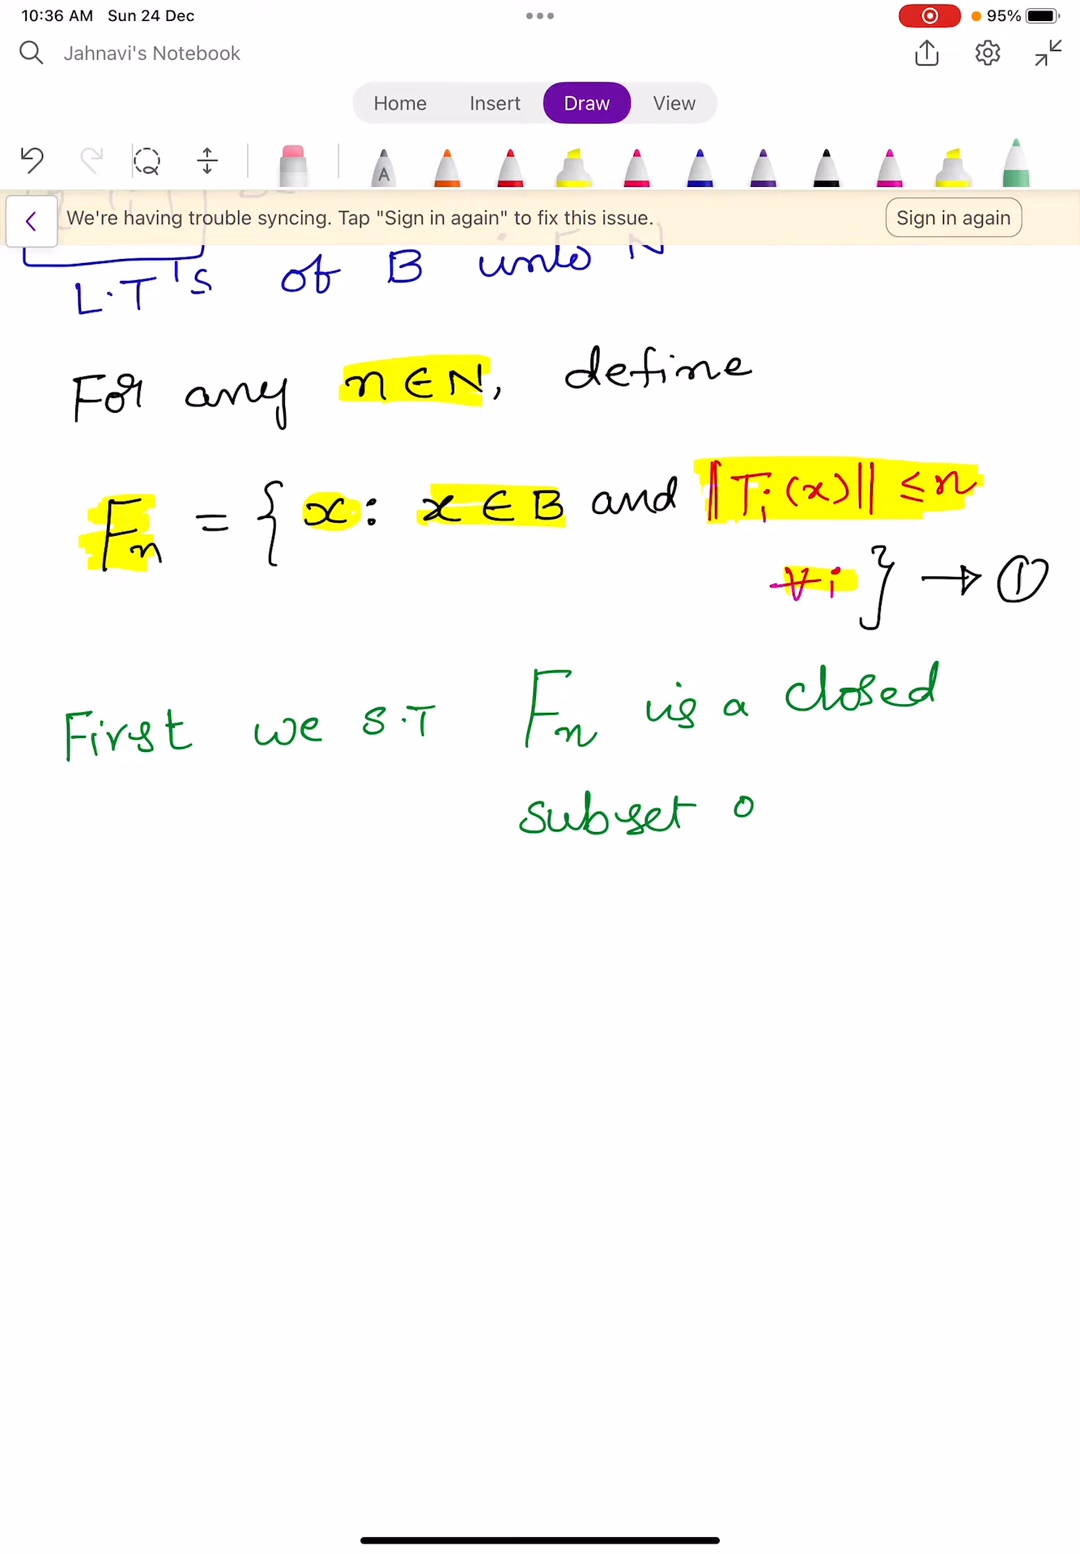 10:36 AM Sun 24 Dec
95%
Jahnavi's Notebook
Home Insert Draw View
A
We're having trouble syncing. Tap "Sign in again" to fix this issue.
Sign in again
L.T's of B into N
For any n∈N, define
Fn = {x: x∈B and ||Ti(x)|| ≤ n
∀i} → ①
First we S.T Fn is a closed
subset o